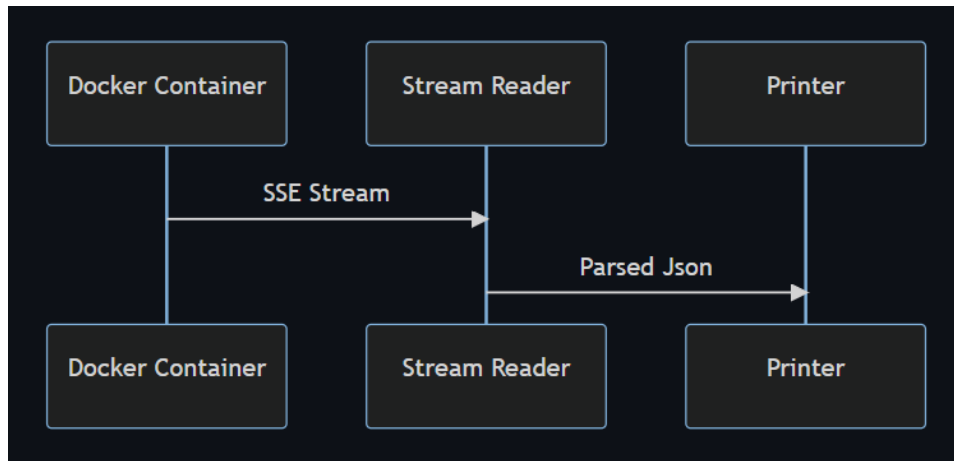 Docker Container
Stream Reader
Printer
SSE Stream
Parsed Json
Docker Container
Stream Reader
Printer